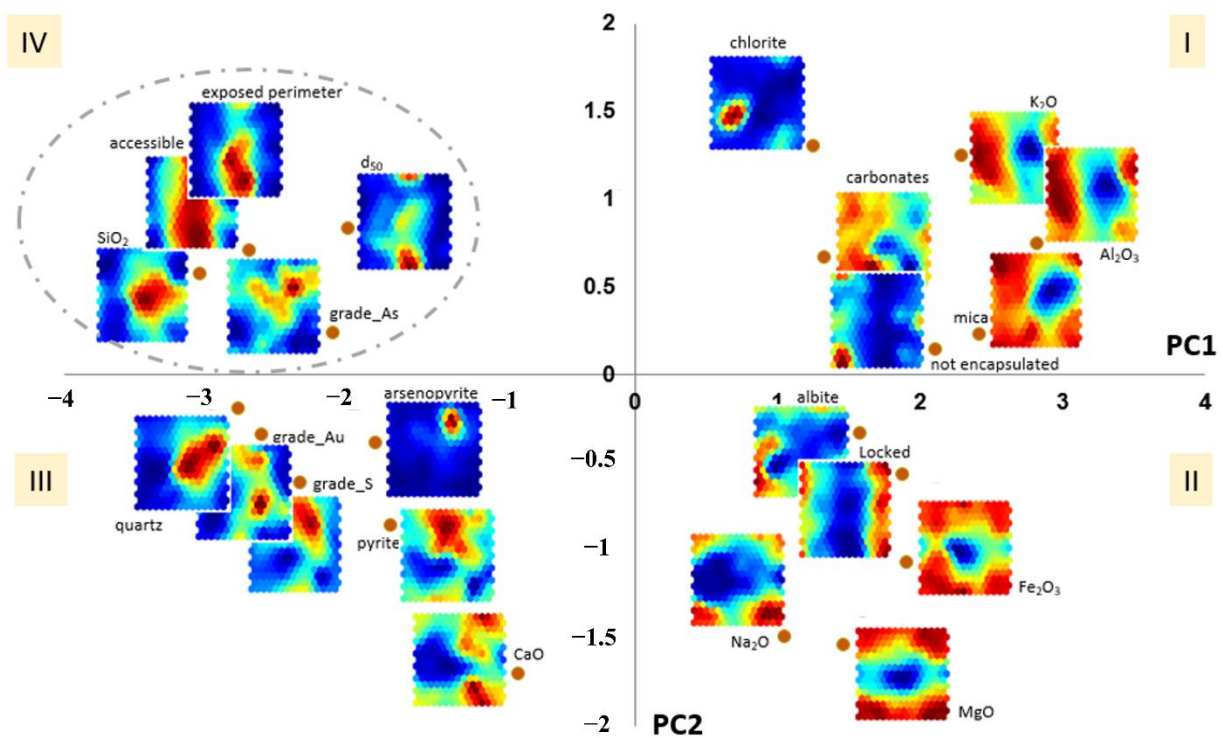 IV
2
I
chlorite
exposed perimeter
1.5
K₂O
accessible
d₅₀
carbonates
1
SiO₂
Al₂O₃
0.5
grade_As
mica
PC1
not encapsulated
0
−4
−3
−2
−1
0
1
2
3
4
arsenopyrite
albite
grade_Au
Locked
III
−0.5
II
grade_S
quartz
pyrite
−1
Fe₂O₃
Na₂O
−1.5
CaO
MgO
−2
PC2